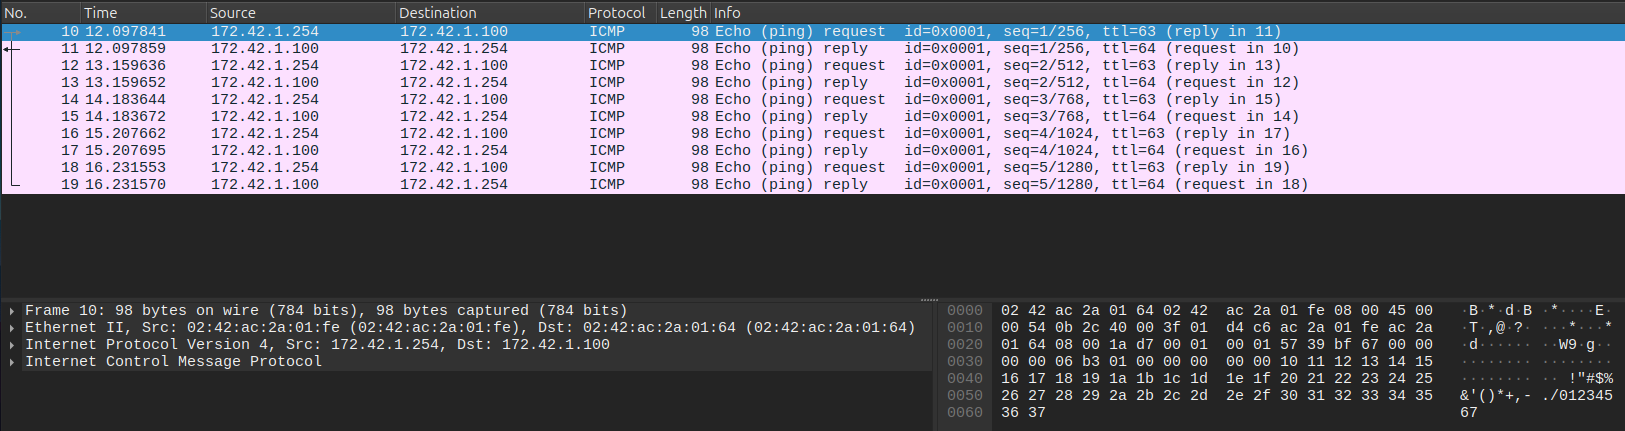 No. Time Source Destination Protocol Length Info
10 12.097841 172.42.1.254 172.42.1.100 ICMP 98 Echo (ping) request id=0x0001, seq=1/256, ttl=63 (reply in 11)
11 12.097859 172.42.1.100 172.42.1.254 ICMP 98 Echo (ping) reply id=0x0001, seq=1/256, ttl=64 (request in 10)
12 13.159636 172.42.1.254 172.42.1.100 ICMP 98 Echo (ping) request id=0x0001, seq=2/512, ttl=63 (reply in 13)
13 13.159652 172.42.1.100 172.42.1.254 ICMP 98 Echo (ping) reply id=0x0001, seq=2/512, ttl=64 (request in 12)
14 14.183644 172.42.1.254 172.42.1.100 ICMP 98 Echo (ping) request id=0x0001, seq=3/768, ttl=63 (reply in 15)
15 14.183672 172.42.1.100 172.42.1.254 ICMP 98 Echo (ping) reply id=0x0001, seq=3/768, ttl=64 (request in 14)
16 15.207662 172.42.1.254 172.42.1.100 ICMP 98 Echo (ping) request id=0x0001, seq=4/1024, ttl=63 (reply in 17)
17 15.207695 172.42.1.100 172.42.1.254 ICMP 98 Echo (ping) reply id=0x0001, seq=4/1024, ttl=64 (request in 16)
18 16.231553 172.42.1.254 172.42.1.100 ICMP 98 Echo (ping) request id=0x0001, seq=5/1280, ttl=63 (reply in 19)
19 16.231570 172.42.1.100 172.42.1.254 ICMP 98 Echo (ping) reply id=0x0001, seq=5/1280, ttl=64 (request in 18)
Frame 10: 98 bytes on wire (784 bits), 98 bytes captured (784 bits)
Ethernet II, Src: 02:42:ac:2a:01:fe (02:42:ac:2a:01:fe), Dst: 02:42:ac:2a:01:64 (02:42:ac:2a:01:64)
Internet Protocol Version 4, Src: 172.42.1.254, Dst: 172.42.1.100
Internet Control Message Protocol
0000 02 42 ac 2a 01 64 02 42 ac 2a 01 fe 08 00 45 00 ·B·*·d·B ·*····E·
0010 00 54 0b 2c 40 00 3f 01 d4 c6 ac 2a 01 fe ac 2a ·T·,@·?· ···*···*
0020 01 64 08 00 1a d7 00 01 00 01 57 39 bf 67 00 00 ·d······ ··W9·g··
0030 00 00 06 b3 01 00 00 00 00 00 10 11 12 13 14 15 ········ ········
0040 16 17 18 19 1a 1b 1c 1d 1e 1f 20 21 22 23 24 25 ········ ·· !"#$%
0050 26 27 28 29 2a 2b 2c 2d 2e 2f 30 31 32 33 34 35 &'()*+,- ./012345
0060 36 37 67